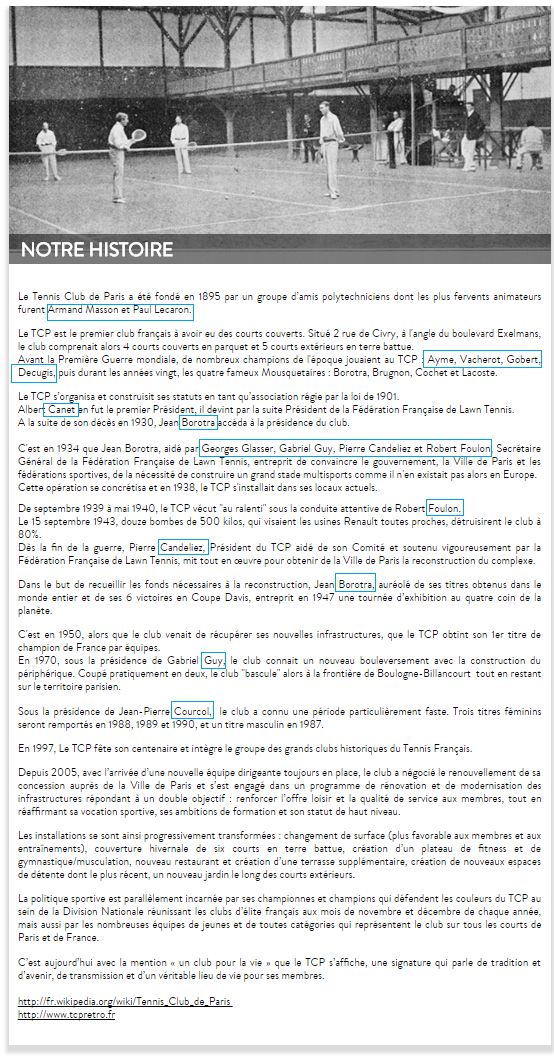 NOTRE HISTOIRE
Le Tennis Club de Paris a été fondé en 1895 par un groupe d'amis polytechniciens dont les plus fervents animateurs
furent Armand Masson et Paul Lecaron.
Le TCP est le premier club français à avoir eu des courts couverts. Situé 2 rue de Civry, à l'angle du boulevard Exelmans,
le club comprenait alors 4 courts couverts en parquet et 5 courts extérieurs en terre battue.
Avant la Première Guerre mondiale, de nombreux champions de l'époque jouaient au TCP : Ayme, Vacherot, Gobert,
Decugis, puis durant les années vingt, les quatre fameux Mousquetaires : Borotra, Brugnon, Cochet et Lacoste.
Le TCP s'organisa et construisit ses statuts en tant qu'association régie par la loi de 1901.
Albert Canet en fut le premier Président, il devint par la suite Président de la Fédération Française de Lawn Tennis.
A la suite de son décès en 1930, Jean Borotra accéda à la présidence du club.
C'est en 1934 que Jean Borotra, aidé par Georges Glasser, Gabriel Guy, Pierre Candeliez et Robert Foulon, Secrétaire
Général de la Fédération Française de Lawn Tennis, entreprit de convaincre le gouvernement, la Ville de Paris et les
fédérations sportives, de la nécessité de construire un grand stade multisports comme il n'en existait pas alors en Europe.
Cette opération se concrétisa et en 1938, le TCP s'installait dans ses locaux actuels.
De septembre 1939 à mai 1940, le TCP vécut "au ralenti" sous la conduite attentive de Robert Foulon.
Le 15 septembre 1943, douze bombes de 500 kilos, qui visaient les usines Renault toutes proches, détruisirent le club à
80%.
Dès la fin de la guerre, Pierre Candeliez, Président du TCP aidé de son Comité et soutenu vigoureusement par la
Fédération Française de Lawn Tennis, mit tout en œuvre pour obtenir de la Ville de Paris la reconstruction du complexe.
Dans le but de recueillir les fonds nécessaires à la reconstruction, Jean Borotra, auréolé de ses titres obtenus dans le
monde entier et de ses 6 victoires en Coupe Davis, entreprit en 1947 une tournée d'exhibition au quatre coin de la
planète.
C'est en 1950, alors que le club venait de récupérer ses nouvelles infrastructures, que le TCP obtint son 1er titre de
champion de France par équipes.
En 1970, sous la présidence de Gabriel Guy, le club connait un nouveau bouleversement avec la construction du
périphérique. Coupé pratiquement en deux, le club "bascule" alors à la frontière de Boulogne-Billancourt tout en restant
sur le territoire parisien.
Sous la présidence de Jean-Pierre Courcol, le club a connu une période particulièrement faste. Trois titres féminins
seront remportés en 1988, 1989 et 1990, et un titre masculin en 1987.
En 1997, Le TCP fête son centenaire et intègre le groupe des grands clubs historiques du Tennis Français.
Depuis 2005, avec l'arrivée d'une nouvelle équipe dirigeante toujours en place, le club a négocié le renouvellement de sa
concession auprès de la Ville de Paris et s'est engagé dans un programme de rénovation et de modernisation des
infrastructures répondant à un double objectif : renforcer l'offre loisir et la qualité de service aux membres, tout en
réaffirmant sa vocation sportive, ses ambitions de formation et son statut de haut niveau.
Les installations se sont ainsi progressivement transformées : changement de surface (plus favorable aux membres et aux
entraînements), couverture hivernale de six courts en terre battue, création d'un plateau de fitness et de
gymnastique/musculation, nouveau restaurant et création d'une terrasse supplémentaire, création de nouveaux espaces
de détente dont le plus récent, un nouveau jardin le long des courts extérieurs.
La politique sportive est parallèlement incarnée par ses championnes et champions qui défendent les couleurs du TCP au
sein de la Division Nationale réunissant les clubs d'élite français aux mois de novembre et décembre de chaque année,
mais aussi par les nombreuses équipes de jeunes et de toutes catégories qui représentent le club sur tous les courts de
Paris et de France.
C'est aujourd'hui avec la mention « un club pour la vie » que le TCP s'affiche, une signature qui parle de tradition et
d'avenir, de transmission et d'un véritable lieu de vie pour ses membres.
http://fr.wikipedia.org/wiki/Tennis_Club_de_Paris
http://www.tcpretro.fr